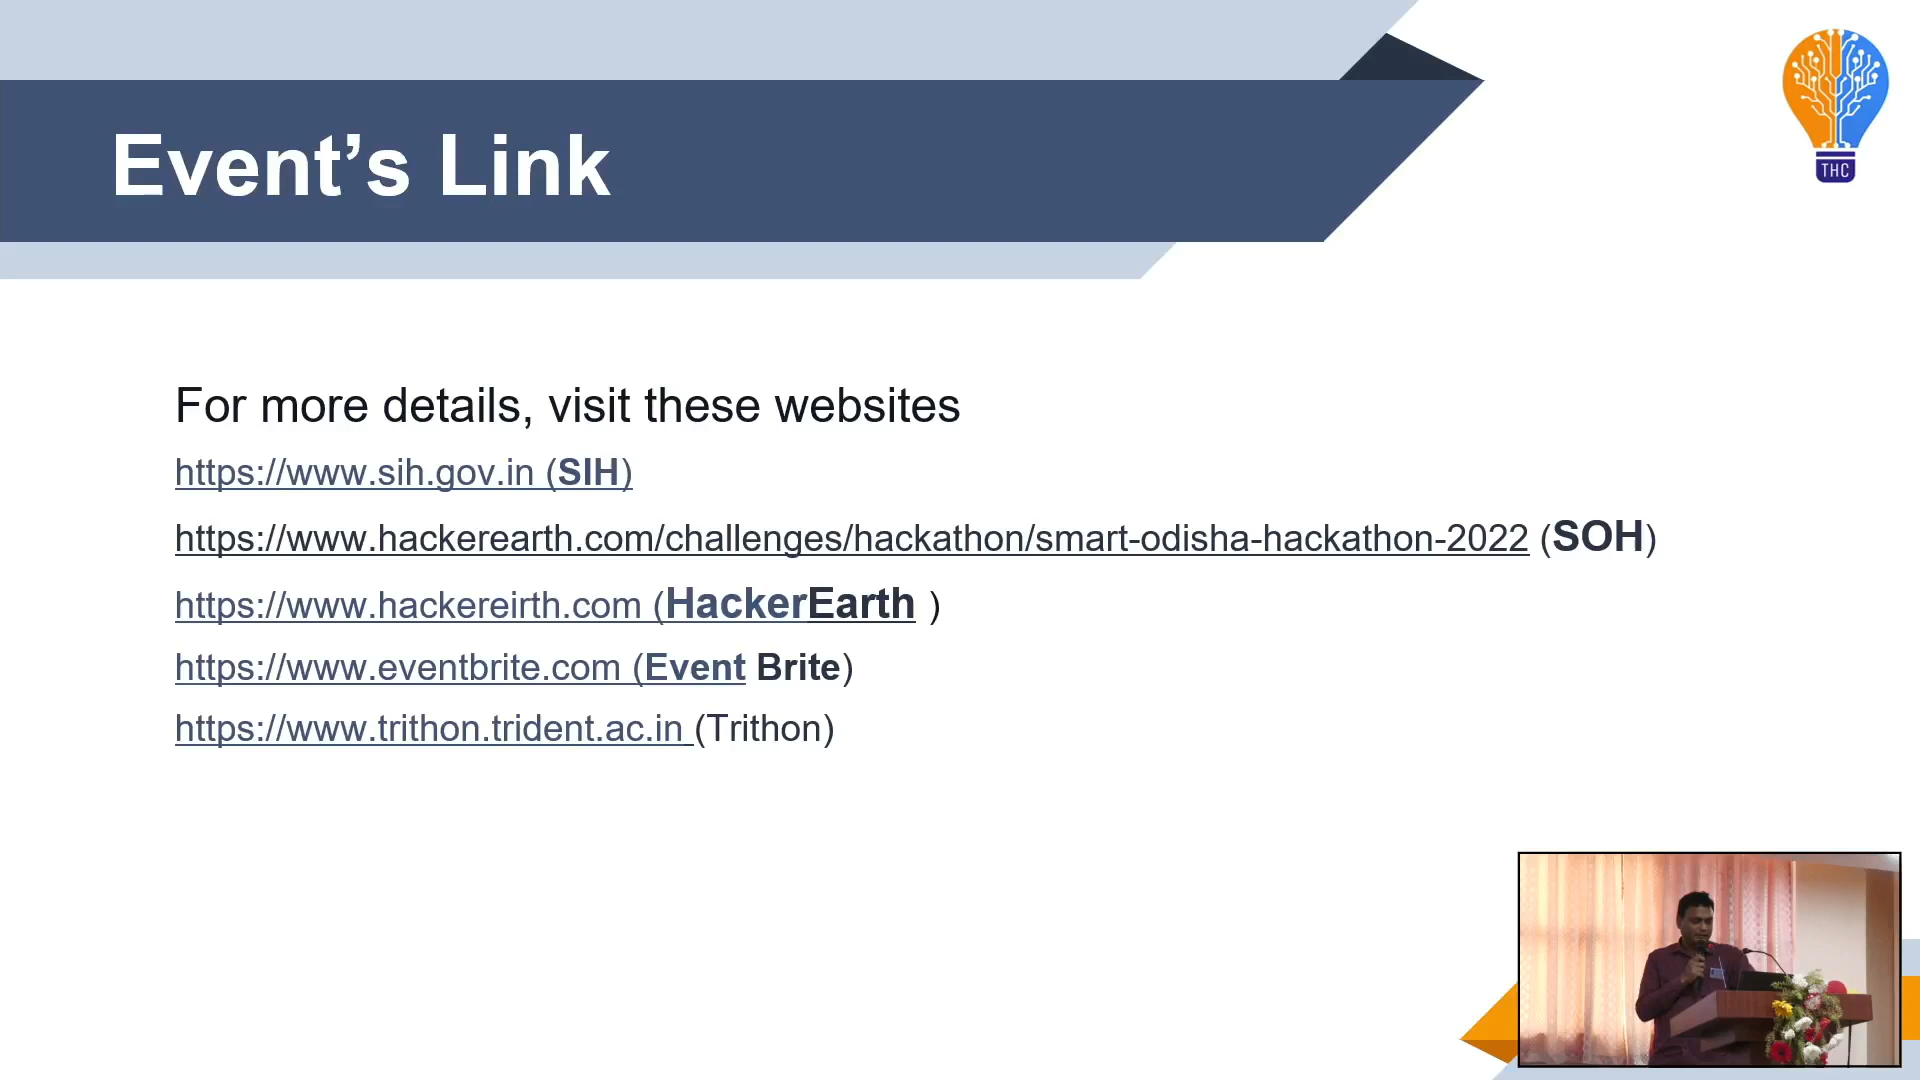 Event’s Link
THC
For more details, visit these websites
https://www.sih.gov.in (SIH)
https://www.hackerearth.com/challenges/hackathon/smart-odisha-hackathon-2022 (SOH)
https://www.hackereirth.com (HackerEarth )
https://www.eventbrite.com (Event Brite)
https://www.trithon.trident.ac.in (Trithon)